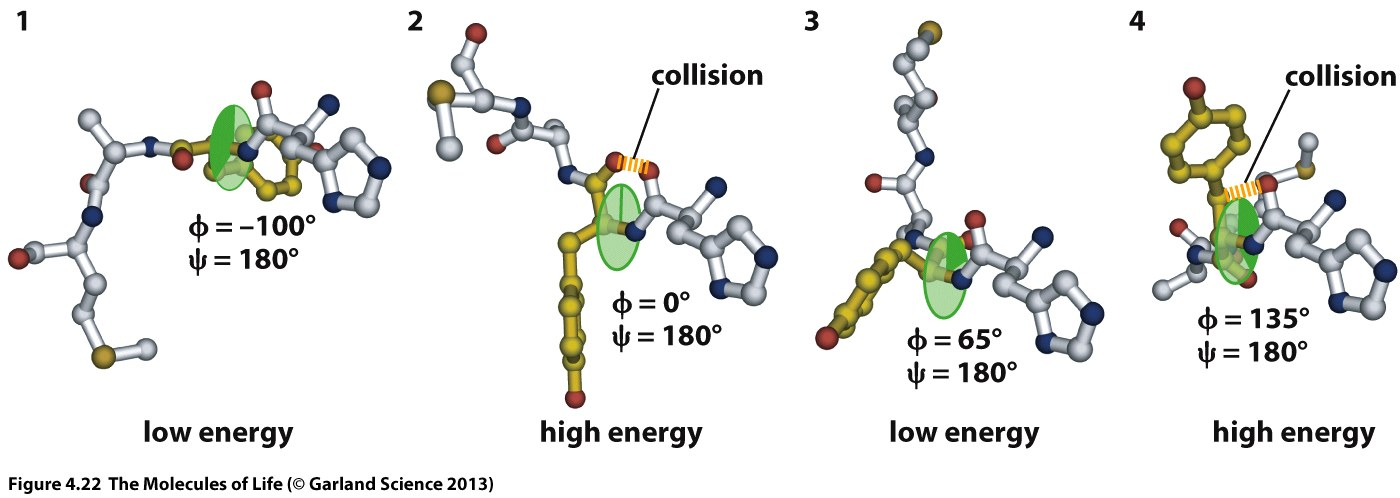 1
2
3
4
collision
collision
ϕ = –100°
ψ = 180°
ϕ = 0°
ψ = 180°
ϕ = 65°
ψ = 180°
ϕ = 135°
ψ = 180°
low energy
high energy
low energy
high energy
Figure 4.22 The Molecules of Life (© Garland Science 2013)